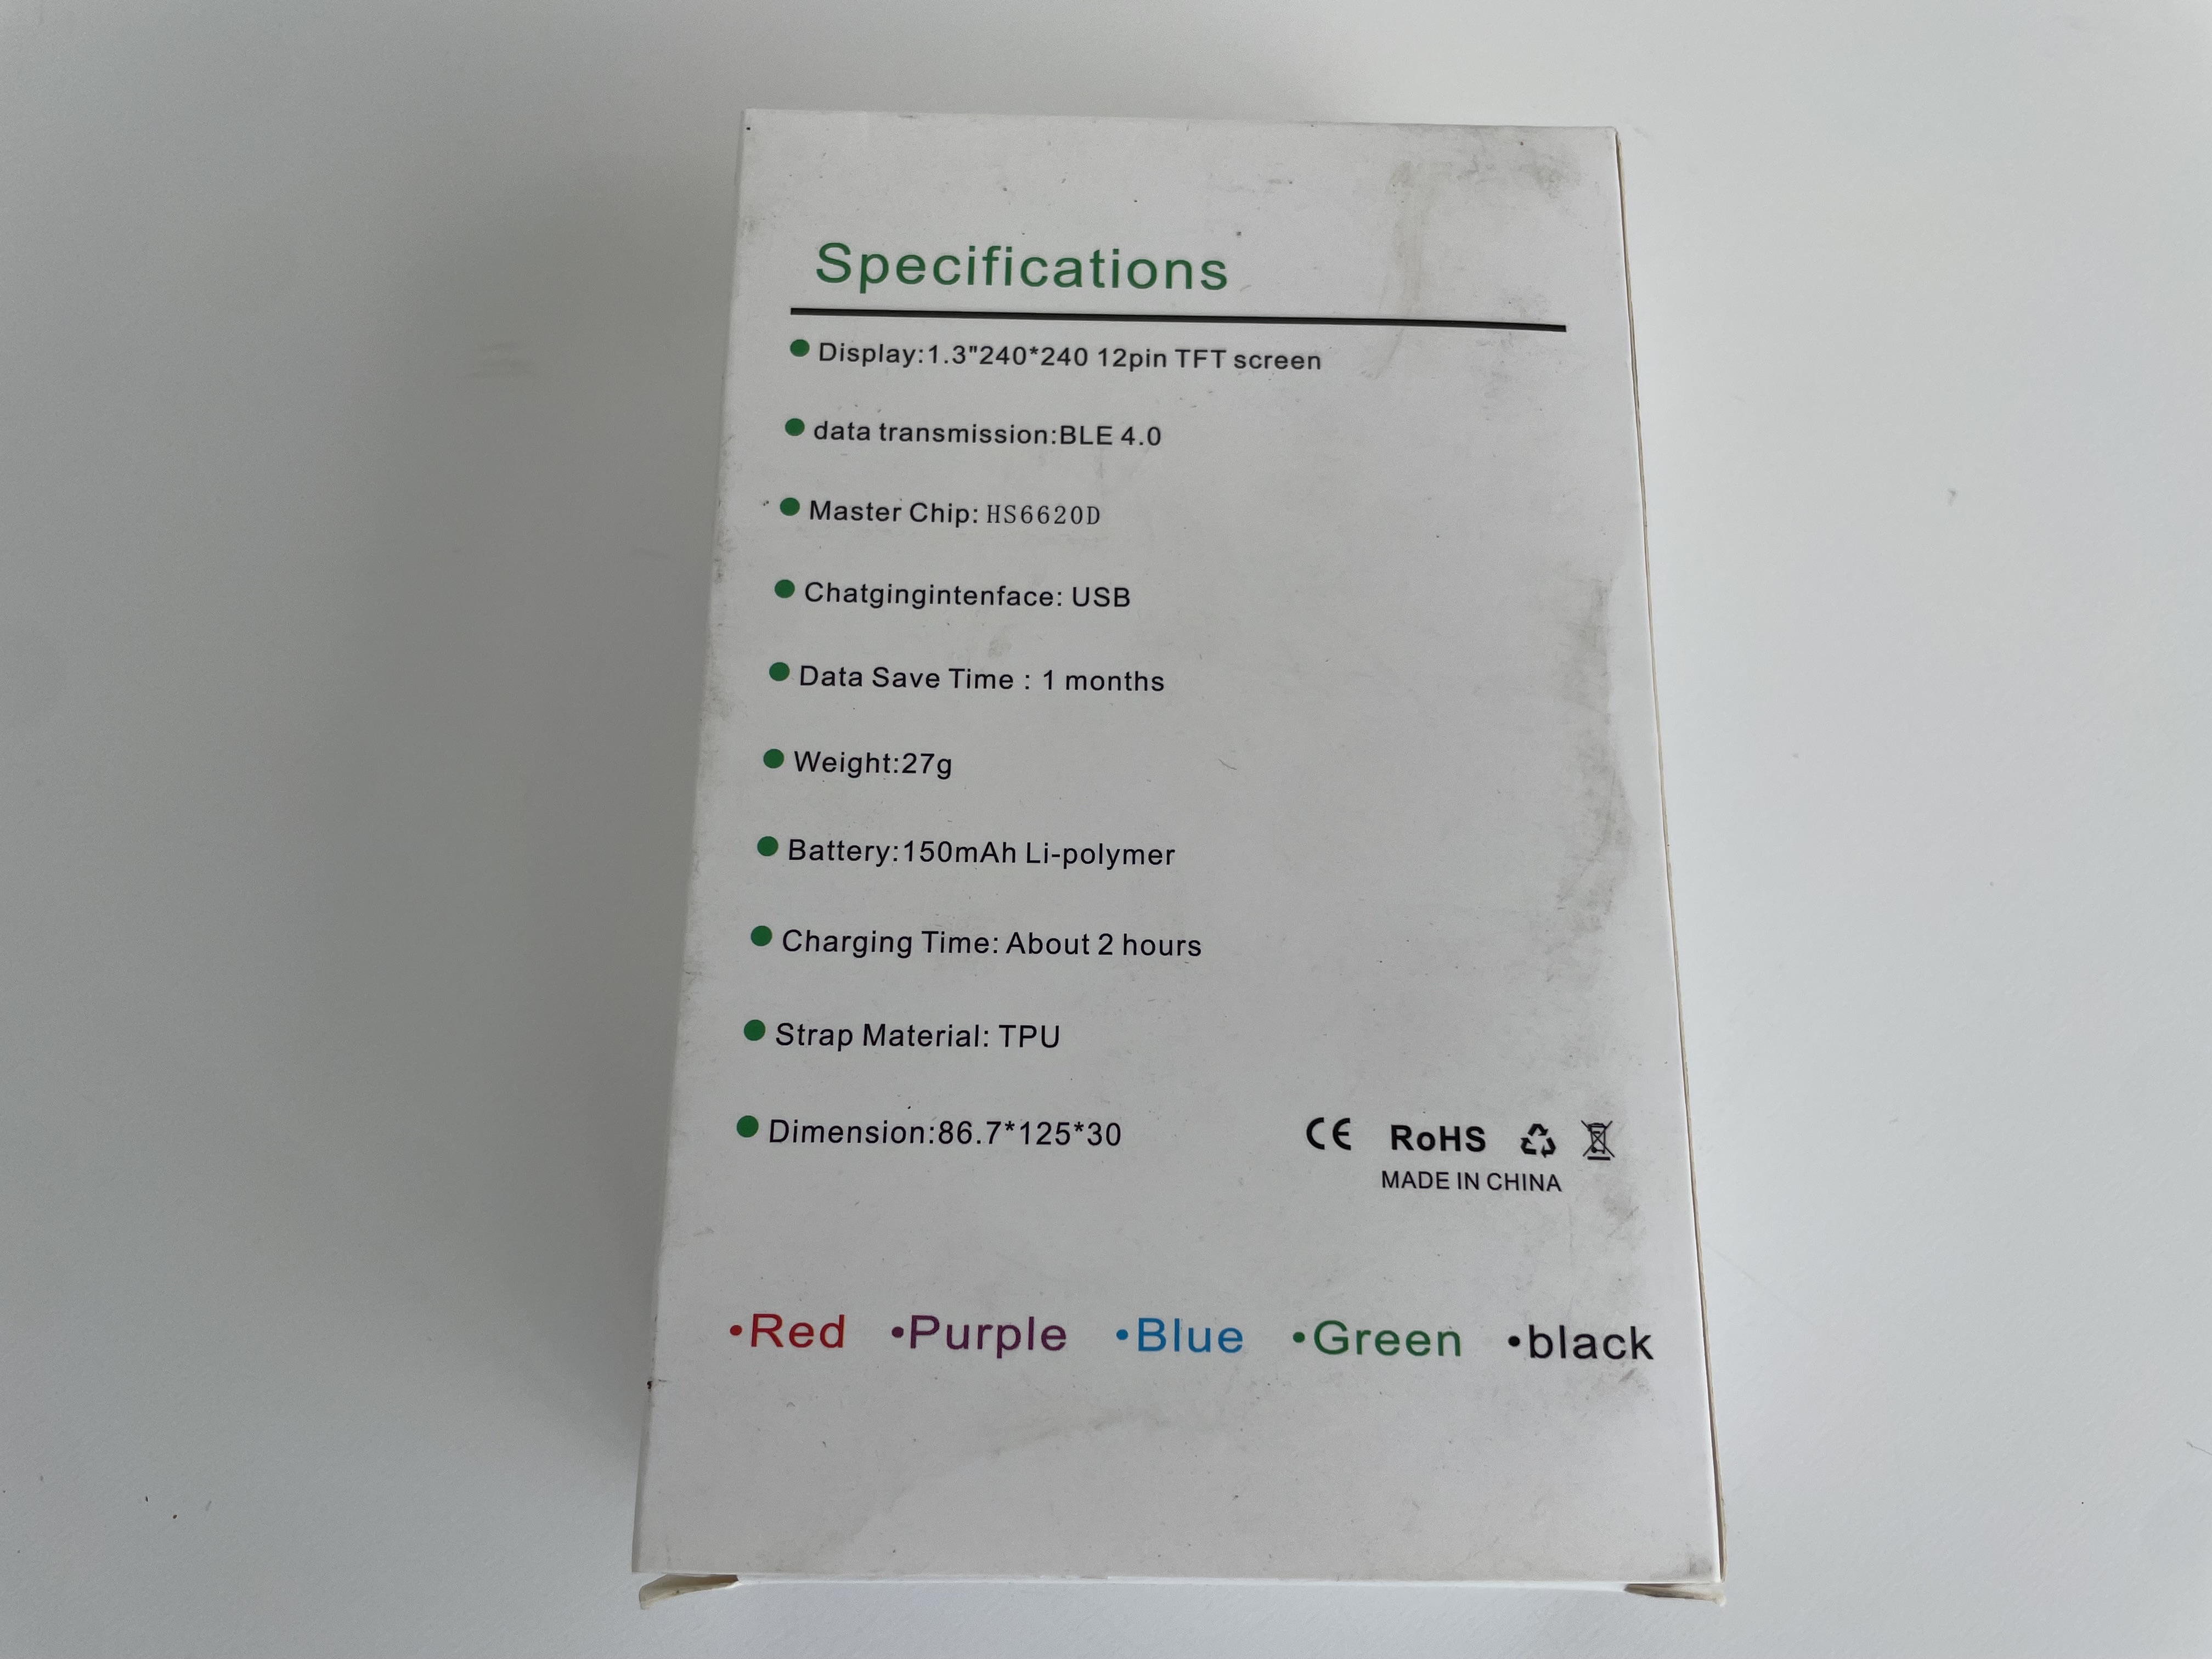 Specifications
Display:1.3"240*240 12pin TFT screen
data transmission:BLE 4.0
Master Chip: HS6620D
Chatgingintenface: USB
Data Save Time : 1 months
Weight:27g
Battery:150mAh Li-polymer
Charging Time: About 2 hours
Strap Material: TPU
Dimension:86.7*125*30
CE RoHS
MADE IN CHINA
•Red •Purple •Blue •Green •black